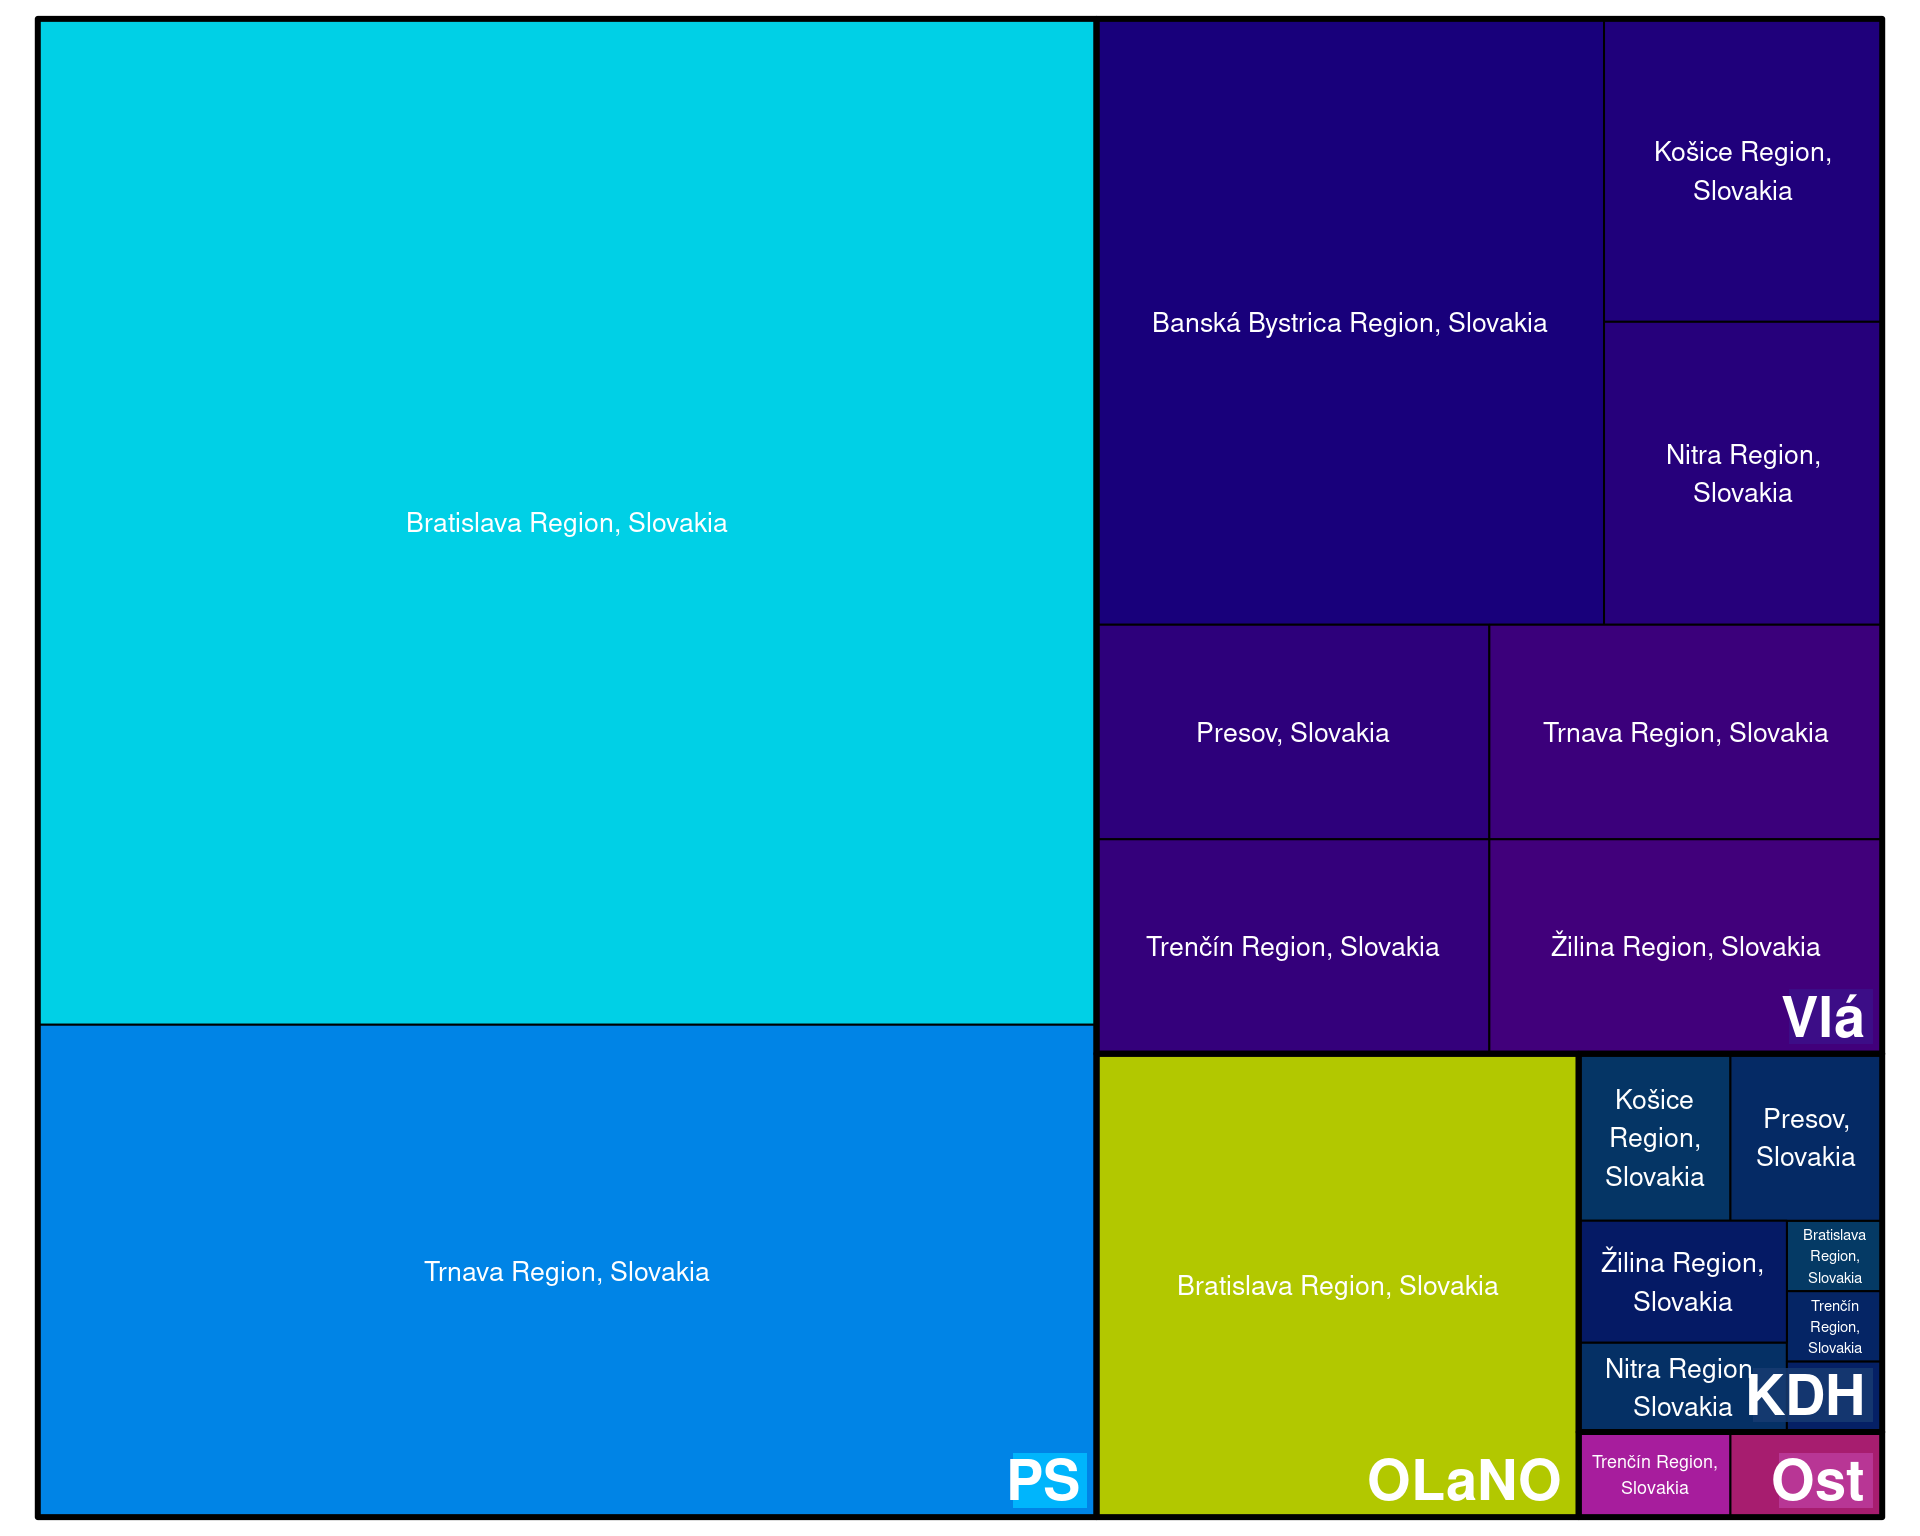 Bratislava Region, Slovakia
Trnava Region, Slovakia
PS
Banská Bystrica Region, Slovakia
Košice Region,
Slovakia
Nitra Region,
Slovakia
Presov, Slovakia
Trnava Region, Slovakia
Trenčín Region, Slovakia
Žilina Region, Slovakia
Vlá
Bratislava Region, Slovakia
OLaNO
Košice
Region,
Slovakia
Presov,
Slovakia
Žilina Region,
Slovakia
Bratislava
Region,
Slovakia
Trenčín
Region,
Slovakia
Nitra Region
Slovakia
KDH
Trenčín Region,
Slovakia
Ost